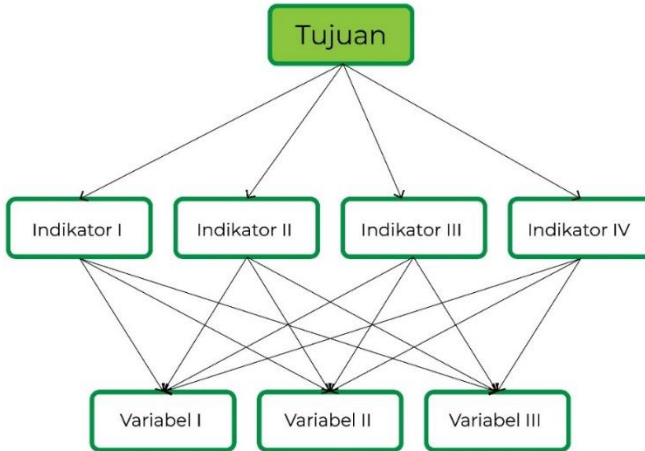 Tujuan
Indikator I
Indikator II
Indikator III
Indikator IV
Variabel I
Variabel II
Variabel III